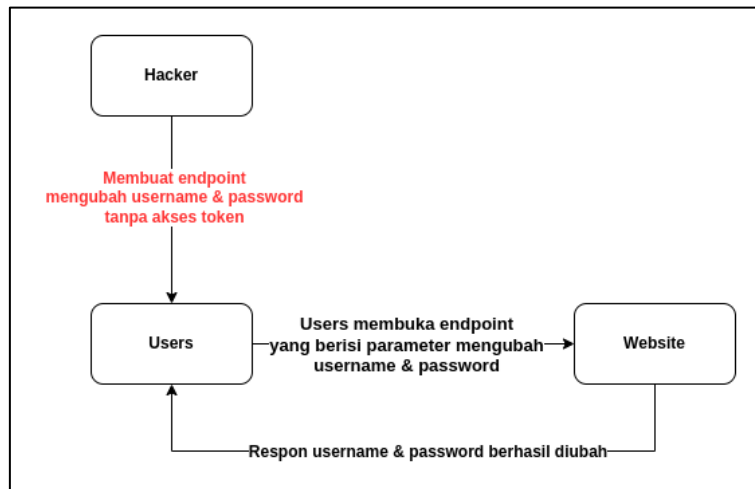 Hacker
Membuat endpoint
mengubah username & password
tanpa akses token
Users
Users membuka endpoint
yang berisi parameter mengubah
username & password
Website
Respon username & password berhasil diubah